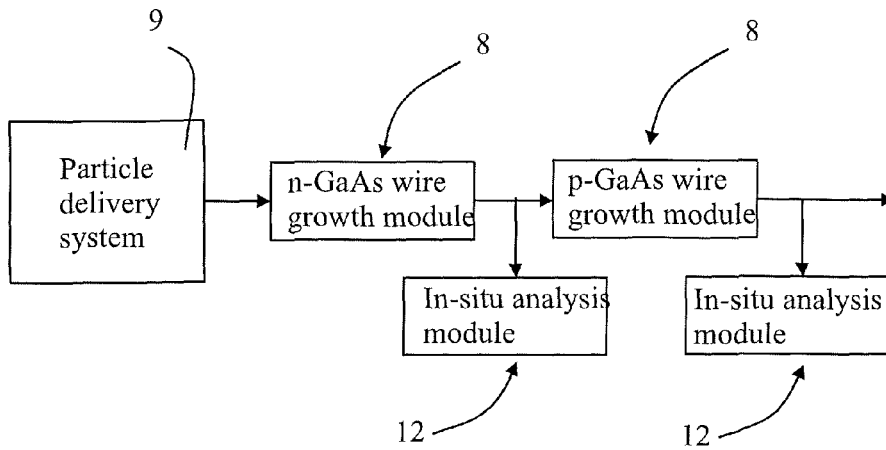 9
8
8
Particle
delivery
system
n-GaAs wire
growth module
p-GaAs wire
growth module
In-situ analysis
module
In-situ analysis
module
12
12